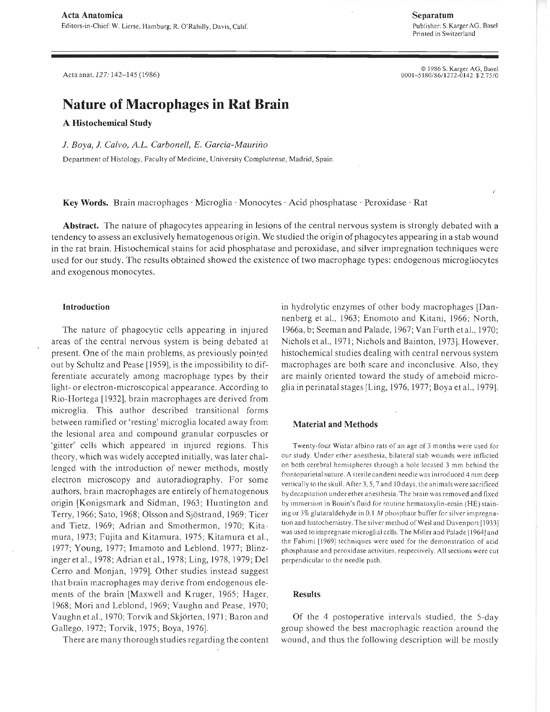 Acta Anatomica
Editors-in-Chief: W. Lierse, Hamburg; R. O'Rahilly, Davis, Calif.
Separatum
Publisher: S. Karger AG, Basel
Printed in Switzerland
Acta anat. 127: 142–145 (1986)
© 1986 S. Karger AG, Basel
0001–5180/86/1272–0142 $ 2.75/0
Nature of Macrophages in Rat Brain
A Histochemical Study
J. Boya, J. Calvo, A.L. Carbonell, E. García-Mauriño
Department of Histology, Faculty of Medicine, University Complutense, Madrid, Spain
Key Words. Brain macrophages · Microglia · Monocytes · Acid phosphatase · Peroxidase · Rat
Abstract. The nature of phagocytes appearing in lesions of the central nervous system is strongly debated with a
tendency to assess an exclusively hematogenous origin. We studied the origin of phagocytes appearing in a stab wound
in the rat brain. Histochemical stains for acid phosphatase and peroxidase, and silver impregnation techniques were
used for our study. The results obtained showed the existence of two macrophage types: endogenous microgliocytes
and exogenous monocytes.
Introduction
The nature of phagocytic cells appearing in injured
areas of the central nervous system is being debated at
present. One of the main problems, as previously pointed
out by Schultz and Pease [1959], is the impossibility to dif-
ferentiate accurately among macrophage types by their
light- or electron-microscopical appearance. According to
Rio-Hortega [1932], brain macrophages are derived from
microglia. This author described transitional forms
between ramified or 'resting' microglia located away from
the lesional area and compound granular corpuscles or
'gitter' cells which appeared in injured regions. This
theory, which was widely accepted initially, was later chal-
lenged with the introduction of newer methods, mostly
electron microscopy and autoradiography. For some
authors, brain macrophages are entirely of hematogenous
origin [Konigsmark and Sidman, 1963; Huntington and
Terry, 1966; Sato, 1968; Olsson and Sjöstrand, 1969; Ticer
and Tietz, 1969; Adrian and Smothermon, 1970; Kita-
mura, 1973; Fujita and Kitamura, 1975; Kitamura et al.,
1977; Young, 1977; Imamoto and Leblond, 1977; Blinz-
inger et al., 1978; Adrian et al., 1978; Ling, 1978, 1979; Del
Cerro and Monjan, 1979]. Other studies instead suggest
that brain macrophages may derive from endogenous ele-
ments of the brain [Maxwell and Kruger, 1965; Hager,
1968; Mori and Leblond, 1969; Vaughn and Pease, 1970;
Vaughn et al., 1970; Torvik and Skjörten, 1971; Baron and
Gallego, 1972; Torvik, 1975; Boya, 1976].
There are many thorough studies regarding the content
in hydrolytic enzymes of other body macrophages [Dan-
nenberg et al., 1963; Enomoto and Kitani, 1966; North,
1966a, b; Seeman and Palade, 1967; Van Furth et al., 1970;
Nichols et al., 1971; Nichols and Bainton, 1973]. However,
histochemical studies dealing with central nervous system
macrophages are both scarce and inconclusive. Also, they
are mainly oriented toward the study of ameboid micro-
glia in perinatal stages [Ling, 1976, 1977; Boya et al., 1979].
Material and Methods
Twenty-four Wistar albino rats of an age of 3 months were used for
our study. Under ether anesthesia, bilateral stab wounds were inflicted
on both cerebral hemispheres through a hole located 3 mm behind the
frontoparietal suture. A sterile candent needle was introduced 4 mm deep
vertically to the skull. After 3, 5, 7 and 10 days, the animals were sacrificed
by decapitation under ether anesthesia. The brain was removed and fixed
by immersion in Bouin's fluid for routine hematoxylin-eosin (HE) stain-
ing or 3% glutaraldehyde in 0.1 M phosphate buffer for silver impregna-
tion and histochemistry. The silver method of Weil and Davenport [1933]
was used to impregnate microglial cells. The Miller and Palade [1964] and
the Fahimi [1969] techniques were used for the demonstration of acid
phosphatase and peroxidase activities, respectively. All sections were cut
perpendicular to the needle path.
Results
Of the 4 postoperative intervals studied, the 5-day
group showed the best macrophagic reaction around the
wound, and thus the following description will be mostly